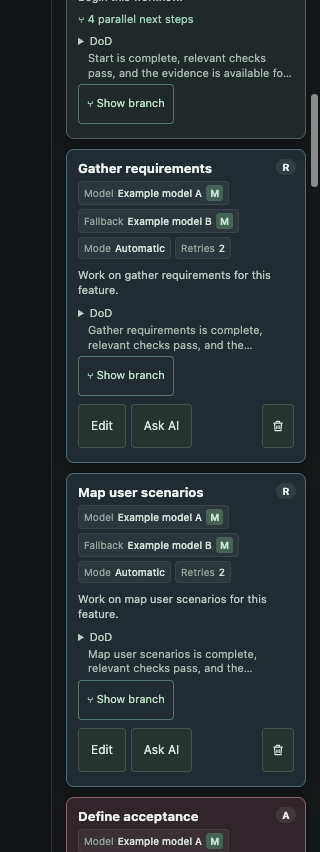 ⑂ 4 parallel next steps
▶ DoD
Start is complete, relevant checks
pass, and the evidence is available fo...
⑂ Show branch
Gather requirements R
Model Example model A M
Fallback Example model B M
Mode Automatic Retries 2
Work on gather requirements for this
feature.
▶ DoD
Gather requirements is complete,
relevant checks pass, and the...
⑂ Show branch
Edit Ask AI
Map user scenarios R
Model Example model A M
Fallback Example model B M
Mode Automatic Retries 2
Work on map user scenarios for this
feature.
▶ DoD
Map user scenarios is complete,
relevant checks pass, and the...
⑂ Show branch
Edit Ask AI
Define acceptance A
Model Example model A M